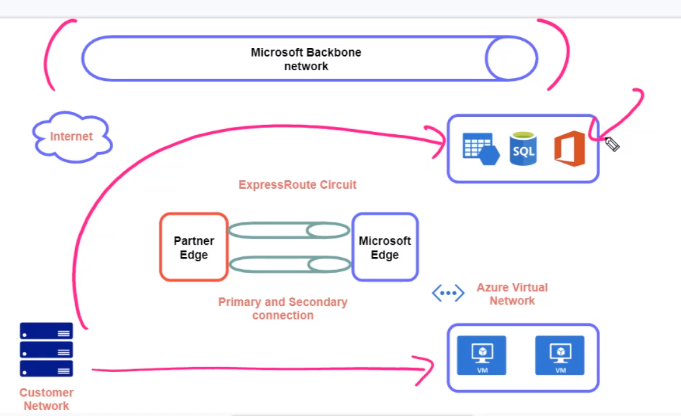 Microsoft Backbone
network
Internet
SQL
ExpressRoute Circuit
Partner
Edge
Microsoft
Edge
Primary and Secondary
connection
Azure Virtual
Network
VM
VM
Customer
Network